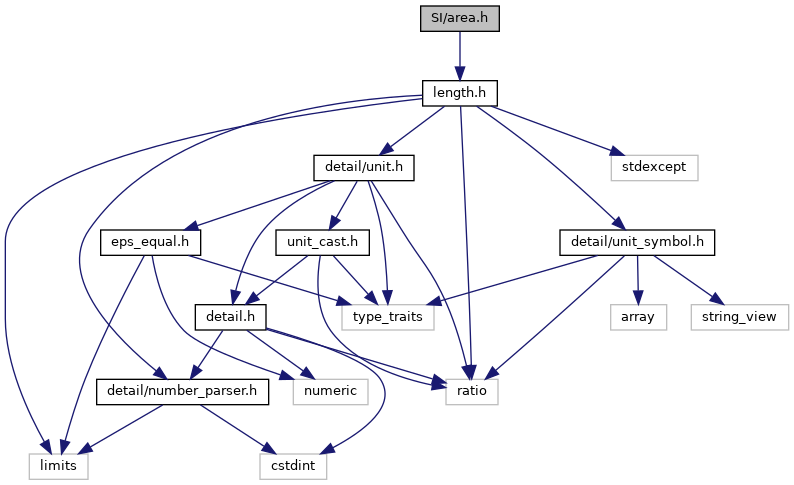 SI/area.h
length.h
detail/unit.h
stdexcept
eps_equal.h
unit_cast.h
detail/unit_symbol.h
detail.h
type_traits
array
string_view
detail/number_parser.h
numeric
ratio
limits
cstdint